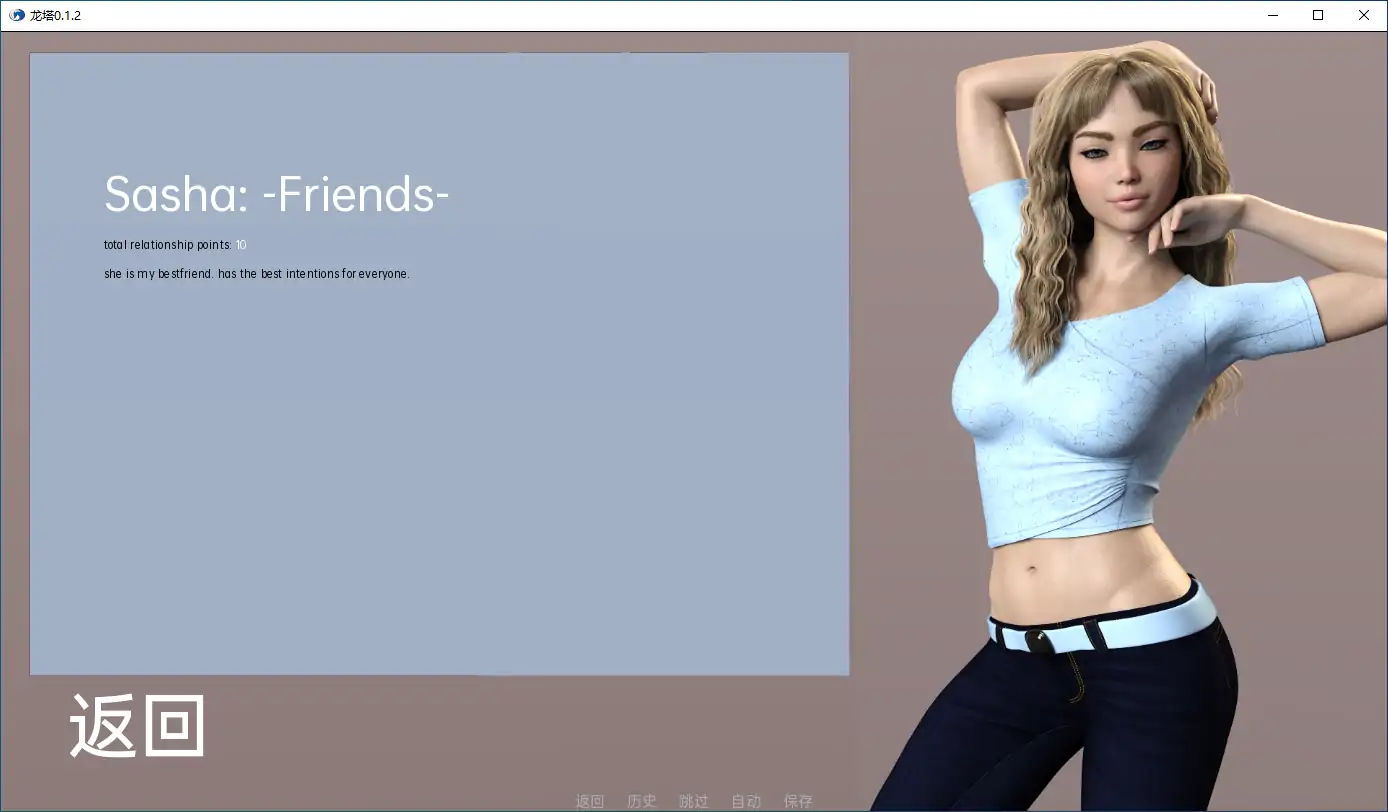 龙塔0.1.2
Sasha: -Friends-
total relationship points: 10
she is my bestfriend. has the best intentions for everyone.
返回
返回 历史 跳过 自动 保存